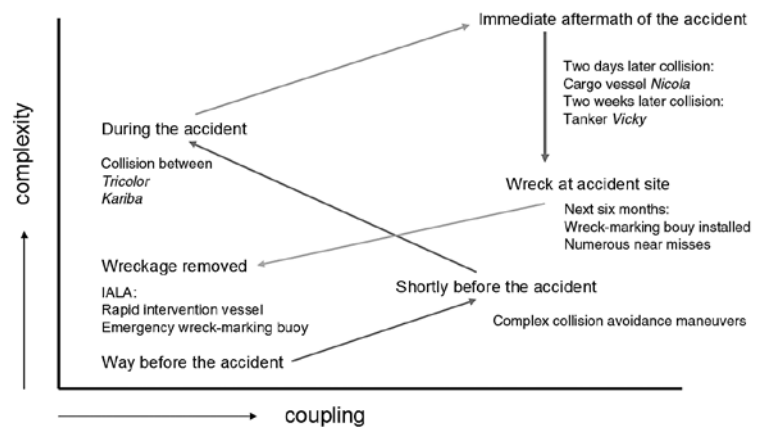 Immediate aftermath of the accident
Two days later collision:
Cargo vessel Nicola
Two weeks later collision:
Tanker Vicky
During the accident
Collision between
Tricolor
Kariba
complexity
Wreck at accident site
Next six months:
Wreck-marking bouy installed
Numerous near misses
Wreckage removed
IALA:
Rapid intervention vessel
Emergency wreck-marking buoy
Shortly before the accident
Complex collision avoidance maneuvers
Way before the accident
coupling